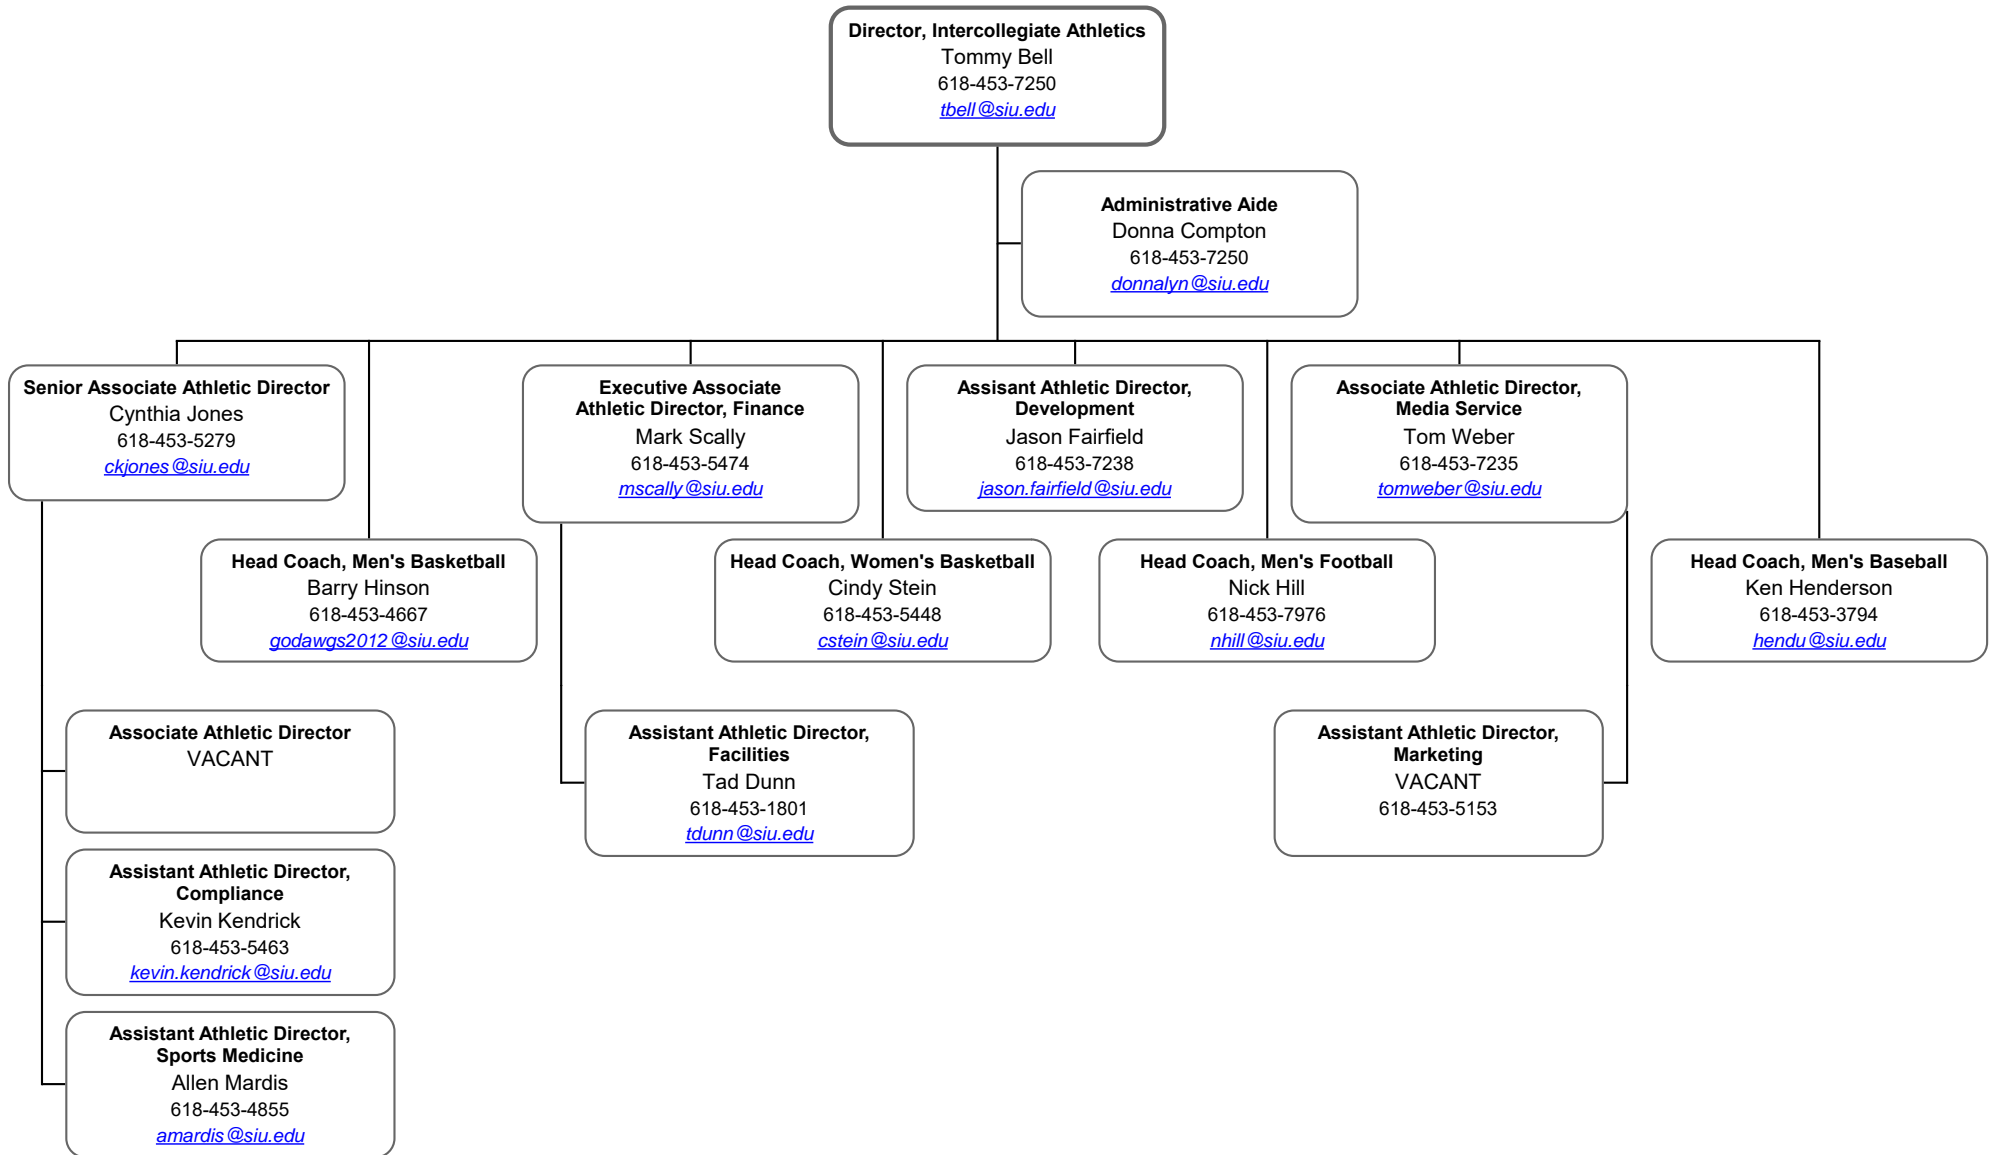 Director, Intercollegiate Athletics
Tommy Bell
618-453-7250
tbell@siu.edu
Administrative Aide
Donna Compton
618-453-7250
donnalyn@siu.edu
Senior Associate Athletic Director
Cynthia Jones
618-453-5279
ckjones@siu.edu
Executive Associate
Athletic Director, Finance
Mark Scally
618-453-5474
mscally@siu.edu
Assisant Athletic Director,
Development
Jason Fairfield
618-453-7238
jason.fairfield@siu.edu
Associate Athletic Director,
Media Service
Tom Weber
618-453-7235
tomweber@siu.edu
Head Coach, Men's Basketball
Barry Hinson
618-453-4667
godawgs2012@siu.edu
Head Coach, Women's Basketball
Cindy Stein
618-453-5448
cstein@siu.edu
Head Coach, Men's Football
Nick Hill
618-453-7976
nhill@siu.edu
Head Coach, Men's Baseball
Ken Henderson
618-453-3794
hendu@siu.edu
Associate Athletic Director
VACANT
Assistant Athletic Director,
Facilities
Tad Dunn
618-453-1801
tdunn@siu.edu
Assistant Athletic Director,
Marketing
VACANT
618-453-5153
Assistant Athletic Director,
Compliance
Kevin Kendrick
618-453-5463
kevin.kendrick@siu.edu
Assistant Athletic Director,
Sports Medicine
Allen Mardis
618-453-4855
amardis@siu.edu